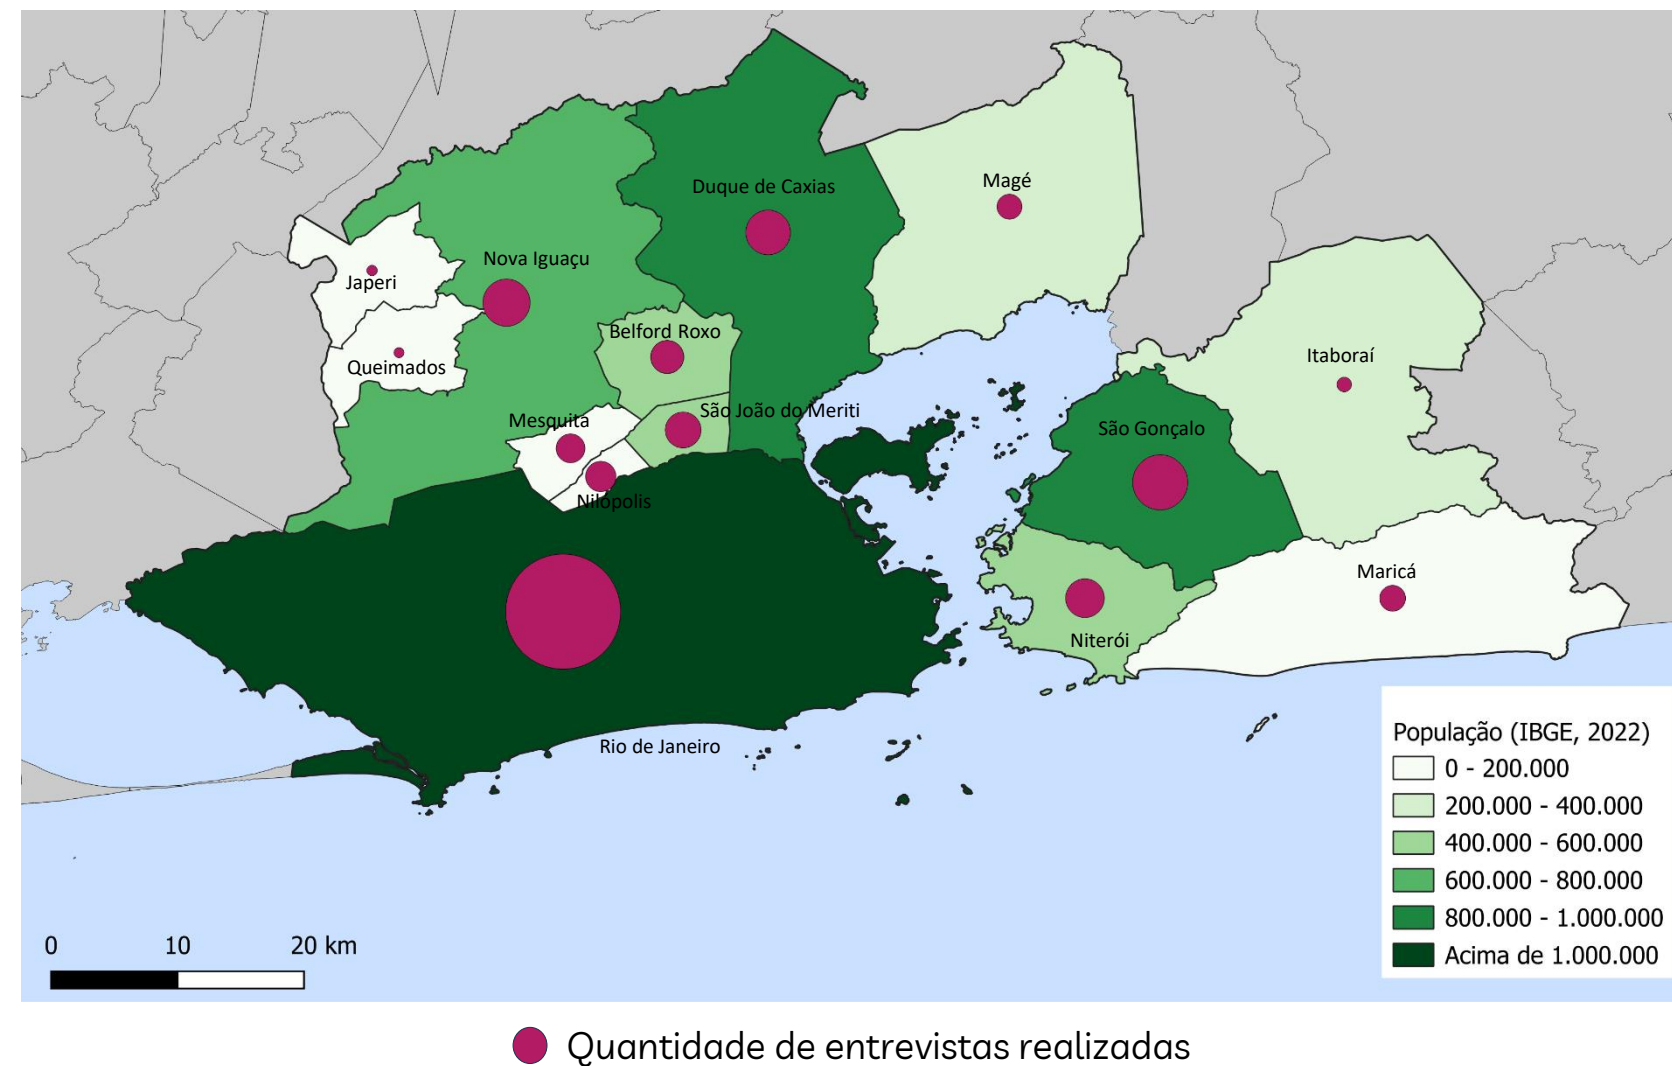 Duque de Caxias
Magé
Nova Iguaçu
Japeri
Belford Roxo
Queimados
Itaboraí
São João do Meriti
Mesquita
São Gonçalo
Nilópolis
Maricá
Niterói
Rio de Janeiro
População (IBGE, 2022)
0 - 200.000
200.000 - 400.000
400.000 - 600.000
600.000 - 800.000
800.000 - 1.000.000
Acima de 1.000.000
0 10 20 km
Quantidade de entrevistas realizadas